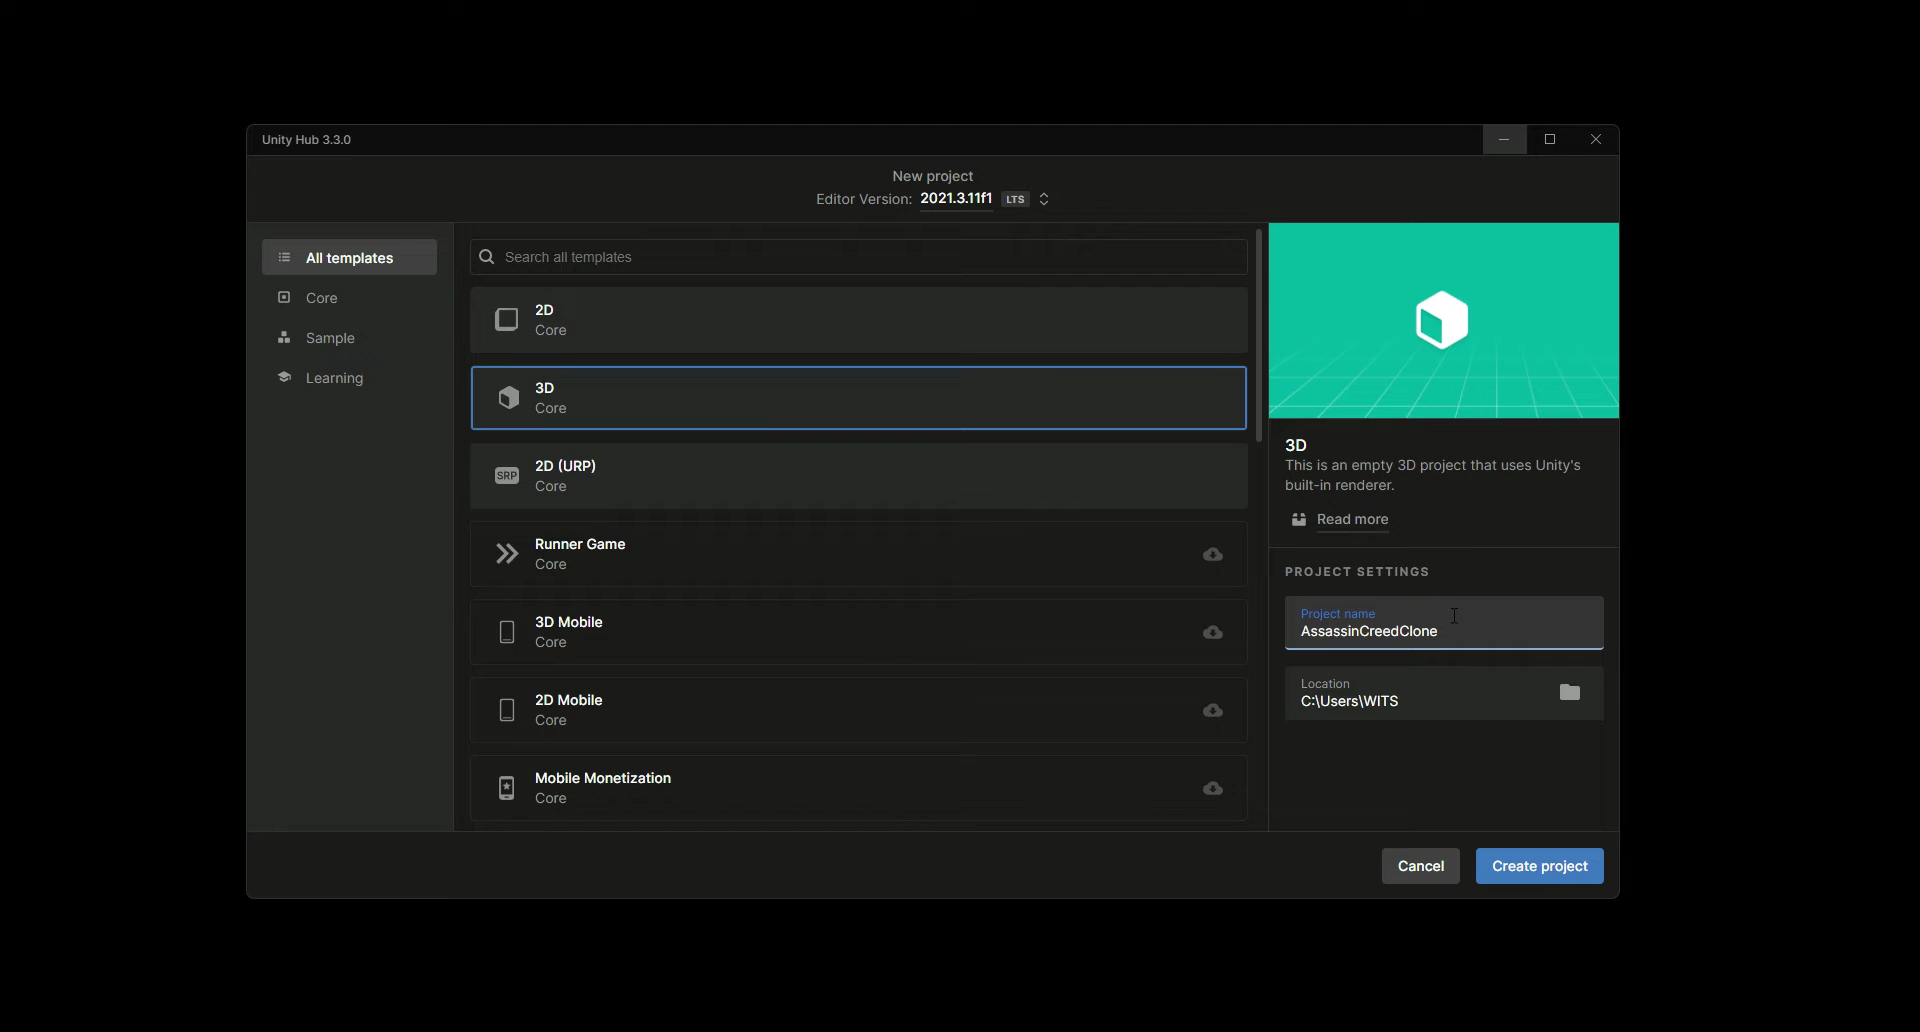 Unity Hub 3.3.0
New project
Editor Version: 2021.3.11f1 LTS
All templates
Core
Sample
Learning
Search all templates
2D
Core
3D
Core
SRP
2D (URP)
Core
Runner Game
Core
3D Mobile
Core
2D Mobile
Core
Mobile Monetization
Core
3D
This is an empty 3D project that uses Unity's
built-in renderer.
Read more
PROJECT SETTINGS
Project name
AssassinCreedClone
Location
C:\Users\WITS
Cancel
Create project